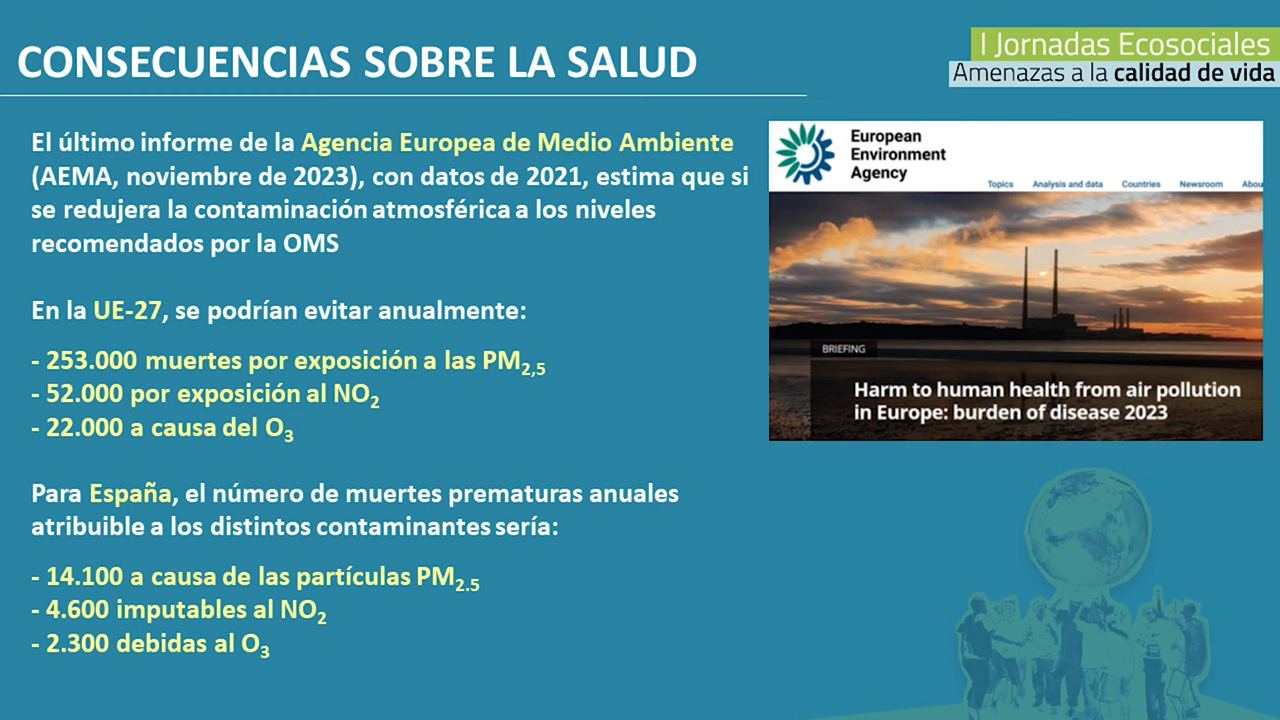 CONSECUENCIAS SOBRE LA SALUD
I Jornadas Ecosociales
Amenazas a la calidad de vida
El último informe de la Agencia Europea de Medio Ambiente
(AEMA, noviembre de 2023), con datos de 2021, estima que si
se redujera la contaminación atmosférica a los niveles
recomendados por la OMS
En la UE-27, se podrían evitar anualmente:
- 253.000 muertes por exposición a las PM2,5
- 52.000 por exposición al NO2
- 22.000 a causa del O3
Para España, el número de muertes prematuras anuales
atribuible a los distintos contaminantes sería:
- 14.100 a causa de las partículas PM2.5
- 4.600 imputables al NO2
- 2.300 debidas al O3
European
Environment
Agency
Topics Analysis and data Countries Newsroom Abou
BRIEFING
Harm to human health from air pollution
in Europe: burden of disease 2023